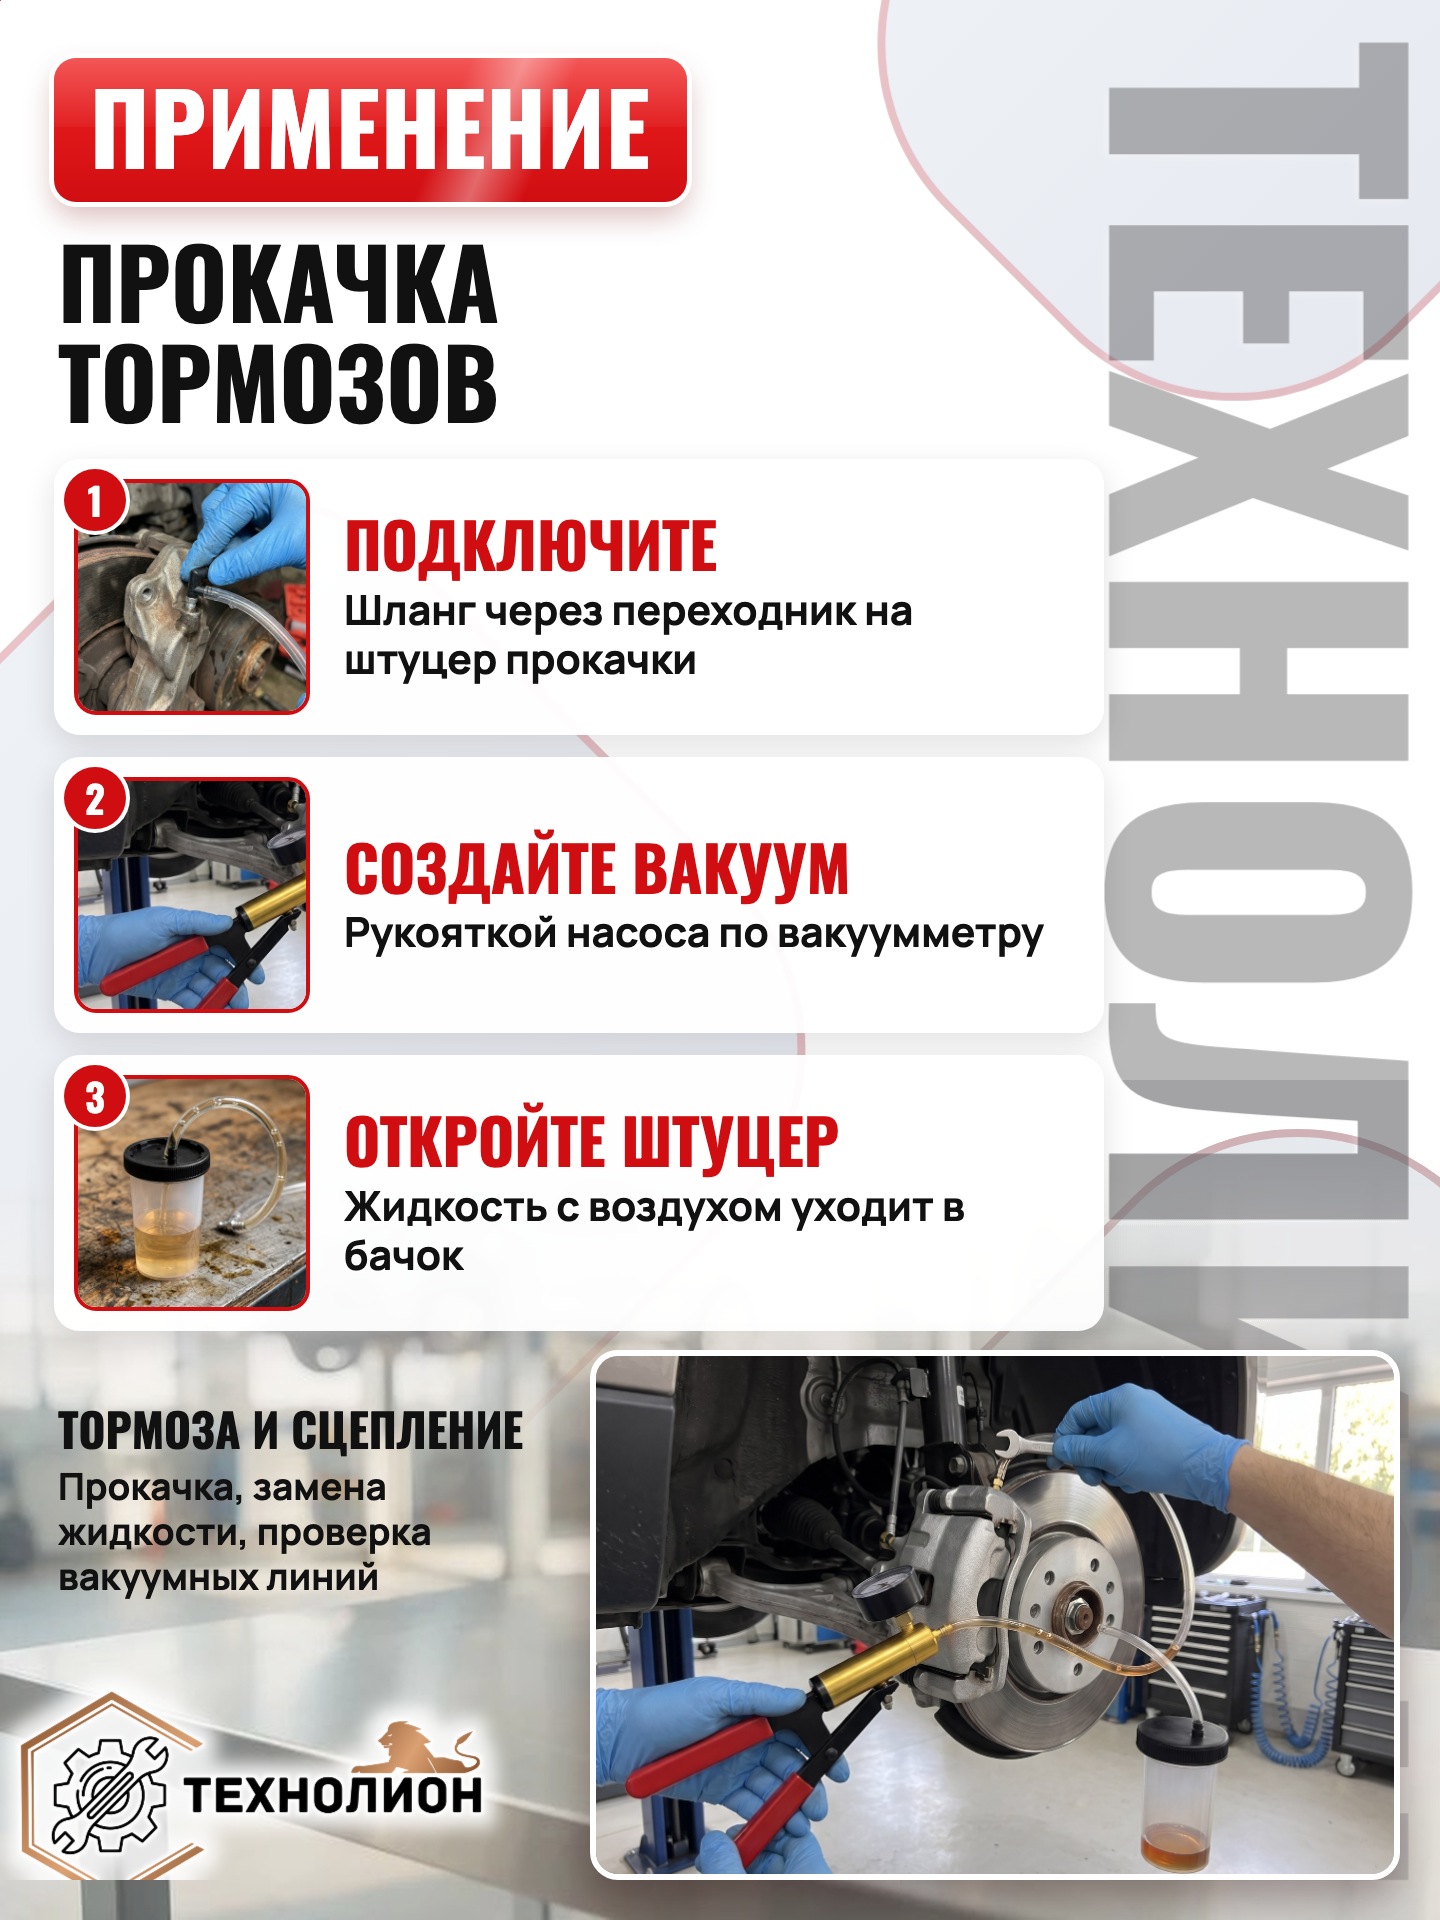 ПРИМЕНЕНИЕ
ПРОКАЧКА
ТОРМОЗОВ
1
ПОДКЛЮЧИТЕ
Шланг через переходник на
штуцер прокачки
2
СОЗДАЙТЕ ВАКУУМ
Рукояткой насоса по вакуумметру
3
ОТКРОЙТЕ ШТУЦЕР
Жидкость с воздухом уходит в
бачок
ТОРМОЗА И СЦЕПЛЕНИЕ
Прокачка, замена
жидкости, проверка
вакуумных линий
ТЕХНОЛИОН
ТЕХНОЛИ